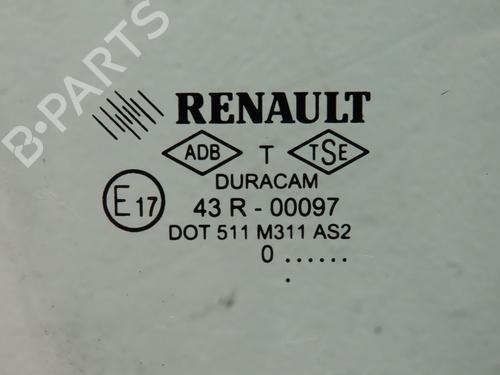 B-PARTS
RENAULT
ADB T TSE
DURACAM
E17 43 R - 00097
DOT 511 M311 AS2
0 ......
.